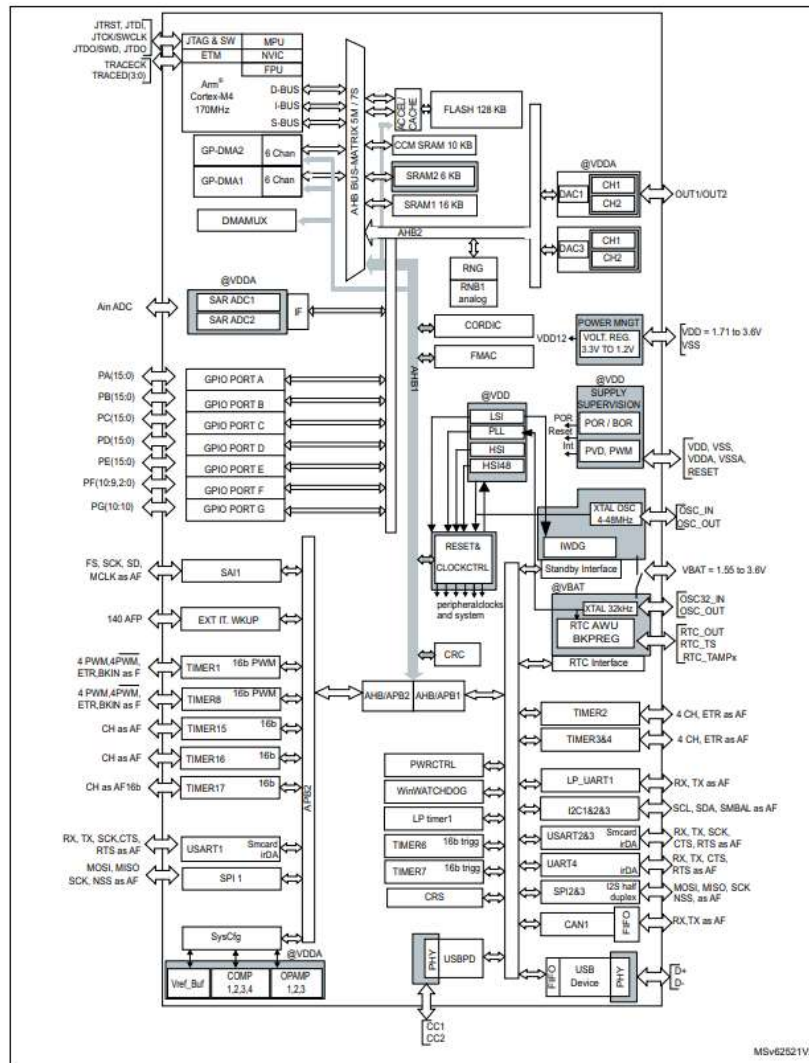 JTRST, JTDI,
JTCK/SWCLK
JTDO/SWD, JTDO
TRACECK
TRACED(3:0)
JTAG & SW
MPU
ETM
NVIC
FPU
Arm®
Cortex-M4
170MHz
D-BUS
I-BUS
S-BUS
GP-DMA2
6 Chan
GP-DMA1
6 Chan
DMAMUX
AHB BUS-MATRIX 5M / 7S
ACCEL/
CACHE
FLASH 128 KB
CCM SRAM 10 KB
SRAM2 6 KB
SRAM1 16 KB
AHB2
RNG
RNB1
analog
@VDDA
DAC1
CH1
CH2
OUT1/OUT2
DAC3
CH1
CH2
Ain ADC
@VDDA
SAR ADC1
SAR ADC2
IF
CORDIC
FMAC
AHB1
POWER MNGT
VDD12
VOLT. REG.
3.3V TO 1.2V
VDD = 1.71 to 3.6V
VSS
PA(15:0)
PB(15:0)
PC(15:0)
PD(15:0)
PE(15:0)
PF(10:9,2:0)
PG(10:10)
GPIO PORT A
GPIO PORT B
GPIO PORT C
GPIO PORT D
GPIO PORT E
GPIO PORT F
GPIO PORT G
@VDD
LSI
PLL
HSI
HSI48
@VDD
SUPPLY
SUPERVISION
POR
Reset
Int
POR / BOR
PVD, PWM
VDD, VSS,
VDDA, VSSA,
RESET
XTAL OSC
4-48MHz
OSC_IN
OSC_OUT
IWDG
Standby Interface
RESET&
CLOCKCTRL
peripheralclocks
and system
VBAT = 1.55 to 3.6V
@VBAT
XTAL 32kHz
OSC32_IN
OSC_OUT
RTC AWU
BKPREG
RTC_OUT
RTC_TS
RTC_TAMPx
RTC Interface
FS, SCK, SD,
MCLK as AF
SAI1
140 AFP
EXT IT. WKUP
4 PWM,4PWM,
ETR,BKIN as F
TIMER1
16b PWM
4 PWM,4PWM,
ETR,BKIN as F
TIMER8
16b PWM
CH as AF
TIMER15
16b
CH as AF
TIMER16
16b
CH as AF16b
TIMER17
16b
APB2
CRC
AHB/APB2
AHB/APB1
RX, TX, SCK,CTS,
RTS as AF
USART1
Smcard
irDA
MOSI, MISO
SCK, NSS as AF
SPI 1
SysCfg
@VDDA
Vref_Buf
COMP
1,2,3,4
OPAMP
1,2,3
PWRCTRL
WinWATCHDOG
LP timer1
TIMER6
16b trigg
TIMER7
16b trigg
CRS
PHY
USBPD
CC1
CC2
TIMER2
4 CH, ETR as AF
TIMER3&4
4 CH, ETR as AF
LP_UART1
RX, TX as AF
I2C1&2&3
SCL, SDA, SMBAL as AF
USART2&3
Smcard
irDA
RX, TX, SCK,
CTS, RTS as AF
UART4
irDA
RX, TX, CTS,
RTS as AF
SPI2&3
I2S half
duplex
MOSI, MISO, SCK
NSS, as AF
CAN1
FIFO
RX,TX as AF
FIFO
USB
Device
PHY
D+
D-